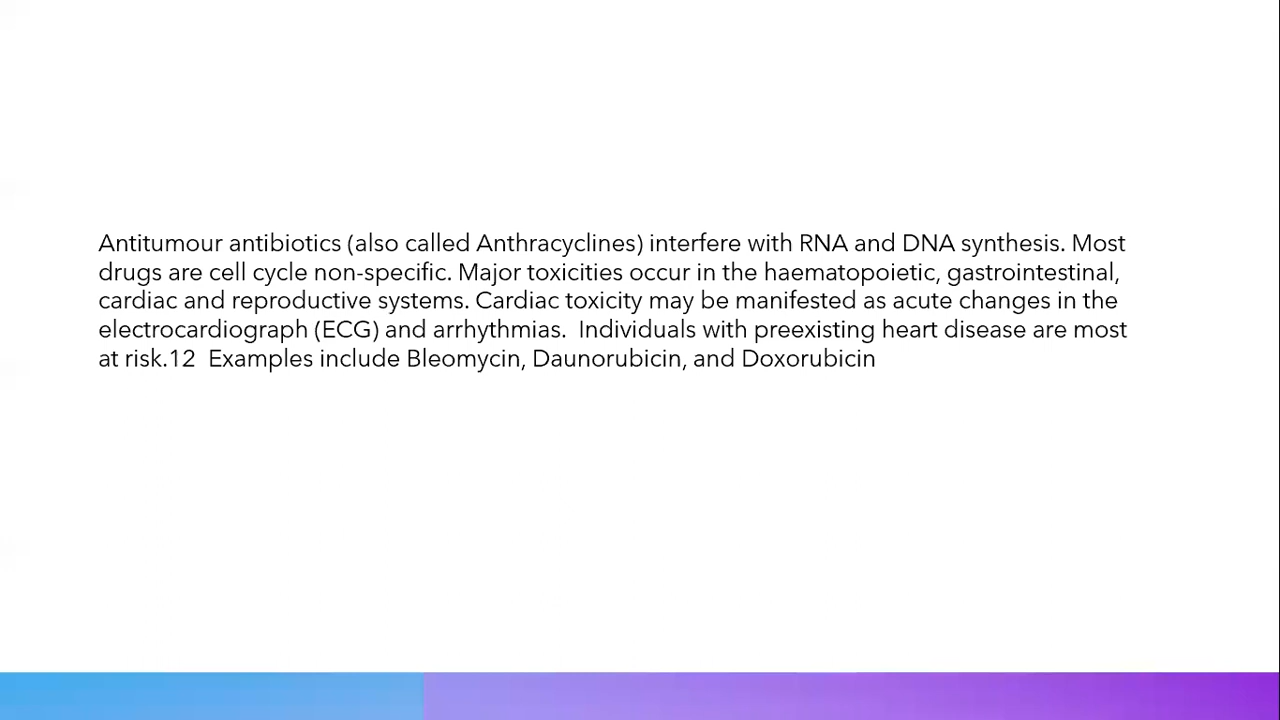 Antitumour antibiotics (also called Anthracyclines) interfere with RNA and DNA synthesis. Most
drugs are cell cycle non-specific. Major toxicities occur in the haematopoietic, gastrointestinal,
cardiac and reproductive systems. Cardiac toxicity may be manifested as acute changes in the
electrocardiograph (ECG) and arrhythmias.  Individuals with preexisting heart disease are most
at risk.12  Examples include Bleomycin, Daunorubicin, and Doxorubicin